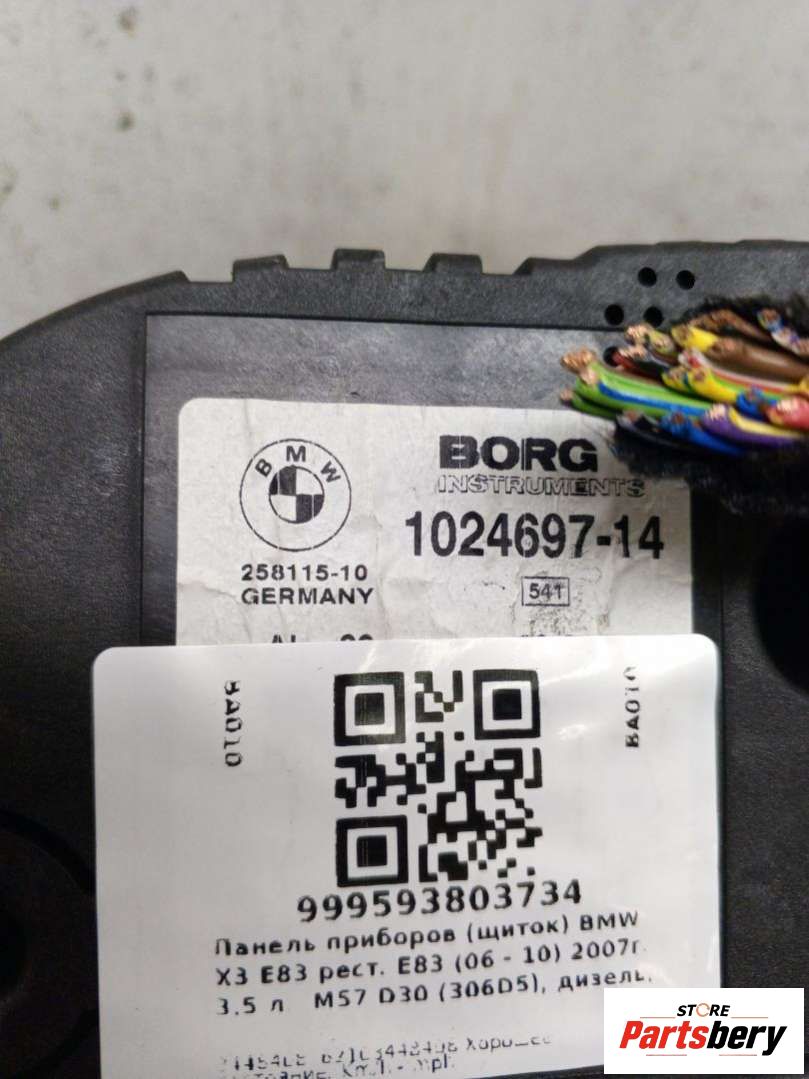 BMW
BORG
INSTRUMENTS
1024697-14
258115-10
GERMANY
541
BA010
BA010
999593803734
Панель приборов (щиток) BMW
X3 E83 рест. E83 (06 - 10) 2007г.
3.5 л M57 D30 (306D5), дизель,
STORE
Partsbery